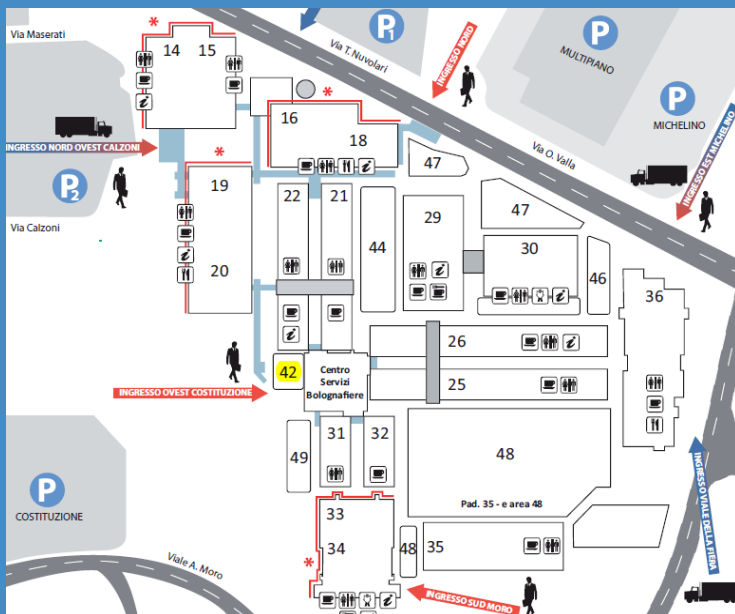 Via Maserati
*
14
15
P1
Via T. Nuvolari
INGRESSO NORD
P
MULTIPIANO
P
MICHELINO
INGRESSO EST MICHELINO
Via O. Valla
*
16
18
i
i
INGRESSO NORD OVEST CALZONI
*
P2
Via Calzoni
19
20
i
22
21
i
44
47
29
i
47
30
i
46
36
26
i
25
42
Centro
Servizi
Bolognafiere
INGRESSO OVEST COSTITUZIONE
P
COSTITUZIONE
49
31
32
48
Pad. 35 - e area 48
33
34
*
i
48
35
INGRESSO VIALE DELLA FIERA
Viale A. Moro
INGRESSO SUD MORO